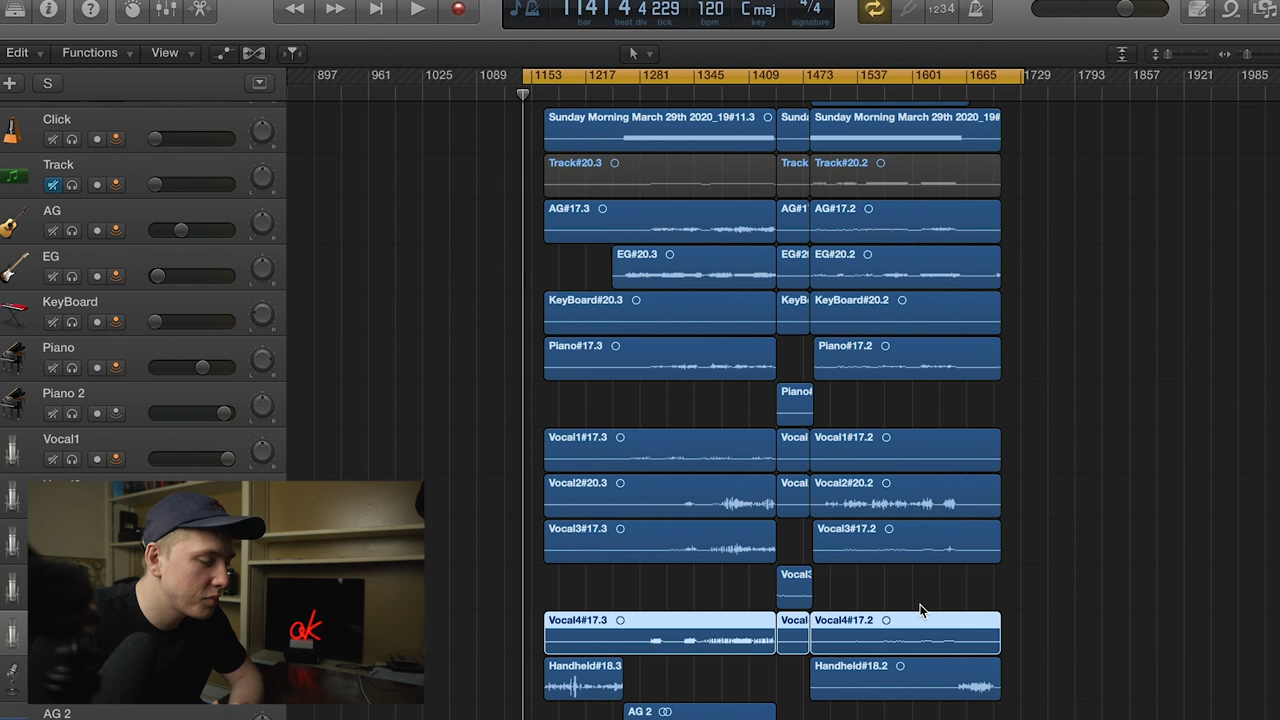 1141 4 4 229 120 C maj 4/4 1234
bar beat div tick bpm key signature
Edit Functions View
S
897 961 1025 1089 1153 1217 1281 1345 1409 1473 1537 1601 1665 1729 1793 1857 1921 1985
Click
Sunday Morning March 29th 2020_19#11.3 Sunda Sunday Morning March 29th 2020_19#
L R
Track
Track#20.3 Track Track#20.2
L R
AG
AG#17.3 AG#1 AG#17.2
L R
EG
EG#20.3 EG#2 EG#20.2
L R
KeyBoard
KeyBoard#20.3 KeyB KeyBoard#20.2
L R
Piano
Piano#17.3 Piano#17.2
L R
Piano 2
Piano
L R
Vocal1
Vocal1#17.3 Vocal Vocal1#17.2
L R
Vocal2#20.3 Vocal Vocal2#20.2
Vocal3#17.3 Vocal3#17.2
Vocal3
ok
Vocal4#17.3 Vocal Vocal4#17.2
Handheld#18.3 Handheld#18.2
AG 2
AG 2